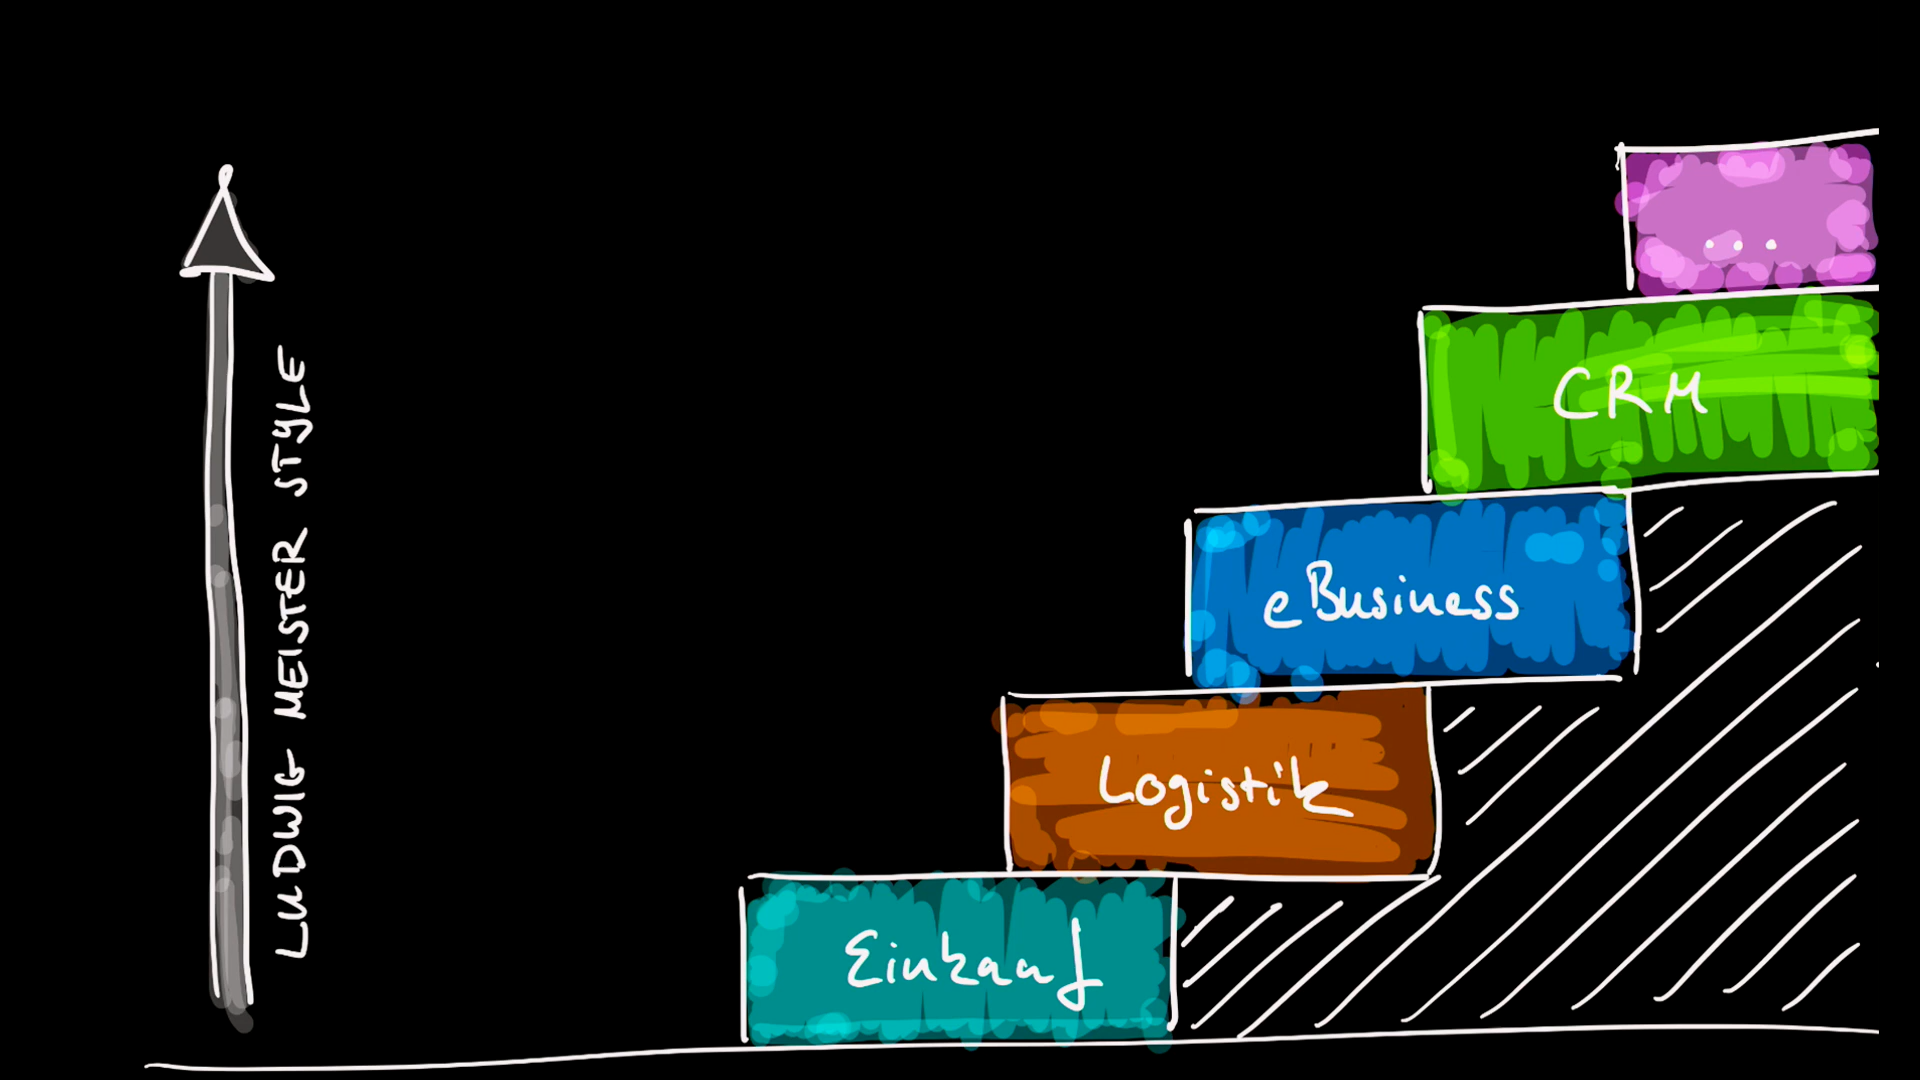 LUDWIG MEISTER STYLE
...
CRM
eBusiness
Logistik
Einkauf